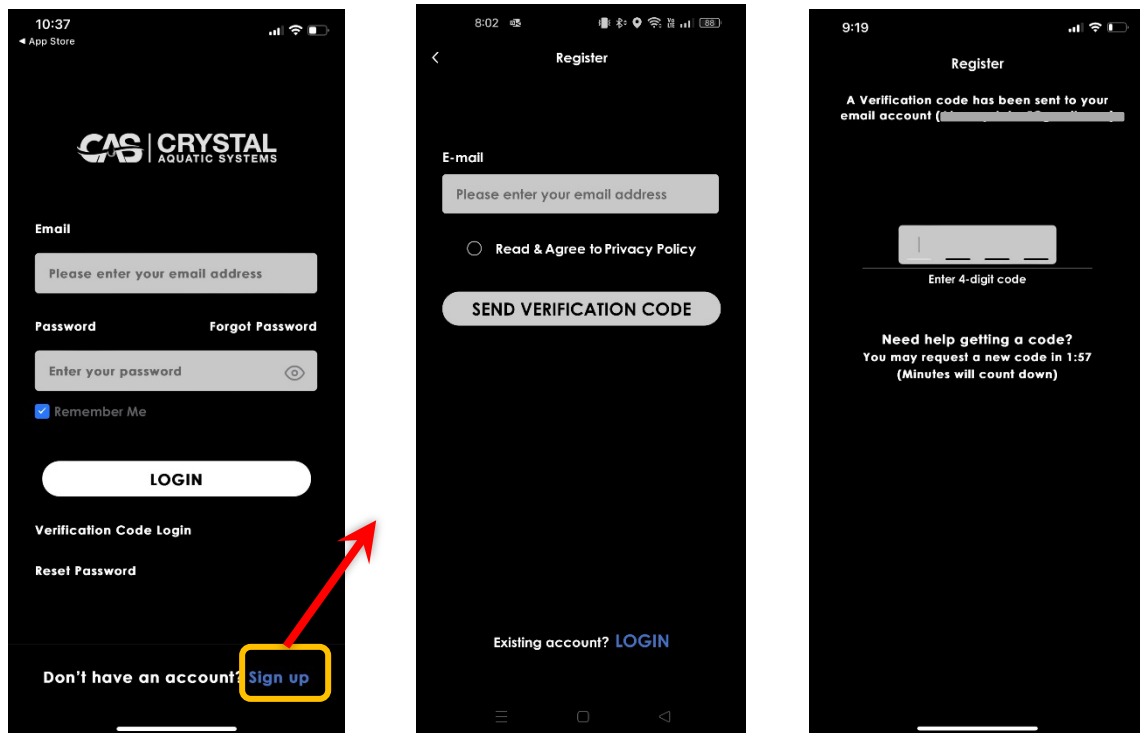 10:37
◀ App Store
CAS CRYSTAL
AQUATIC SYSTEMS
Email
Please enter your email address
Password Forgot Password
Enter your password
Remember Me
LOGIN
Verification Code Login
Reset Password
Don't have an account? Sign up
8:02 88
Register
E-mail
Please enter your email address
Read & Agree to Privacy Policy
SEND VERIFICATION CODE
Existing account? LOGIN
9:19
Register
A Verification code has been sent to your
email account (
Enter 4-digit code
Need help getting a code?
You may request a new code in 1:57
(Minutes will count down)